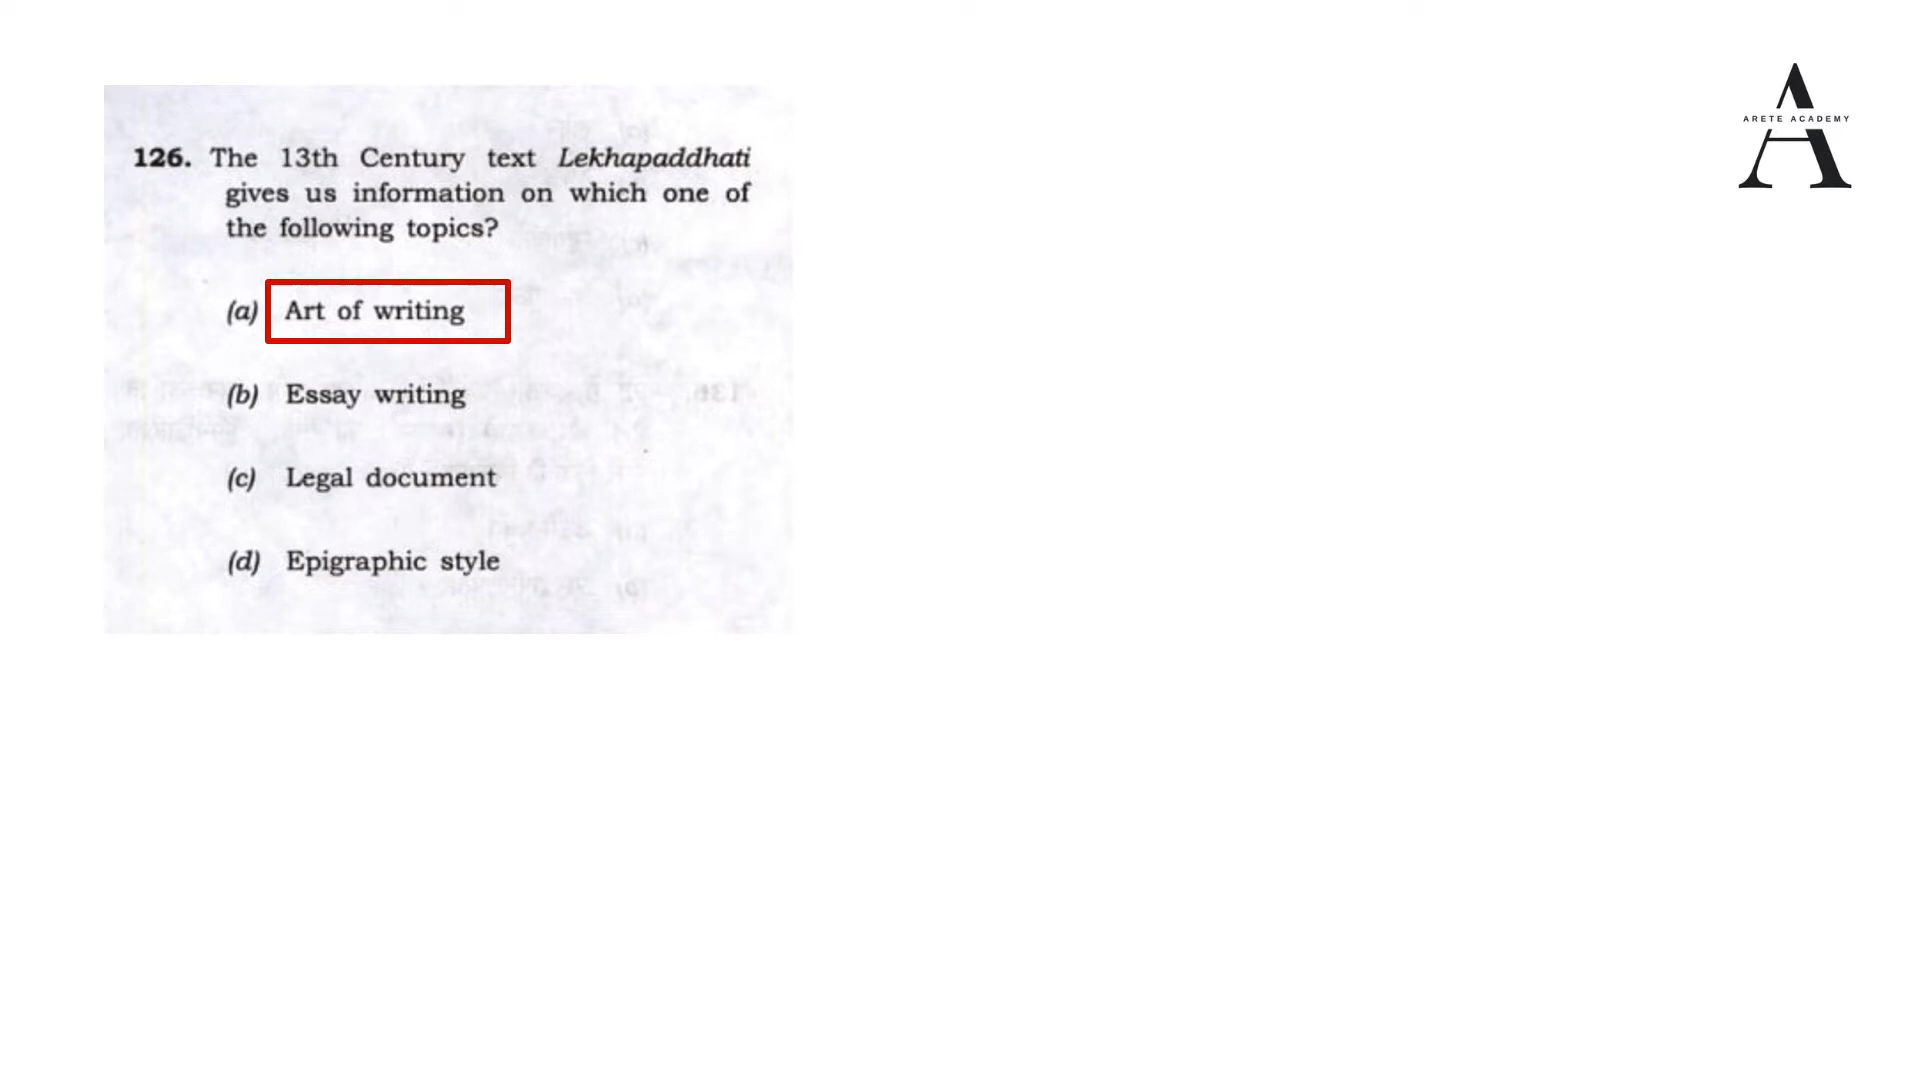 ARETE ACADEMY
126. The 13th Century text Lekhapaddhati
gives us information on which one of
the following topics?
(a) Art of writing
(b) Essay writing
(c) Legal document
(d) Epigraphic style